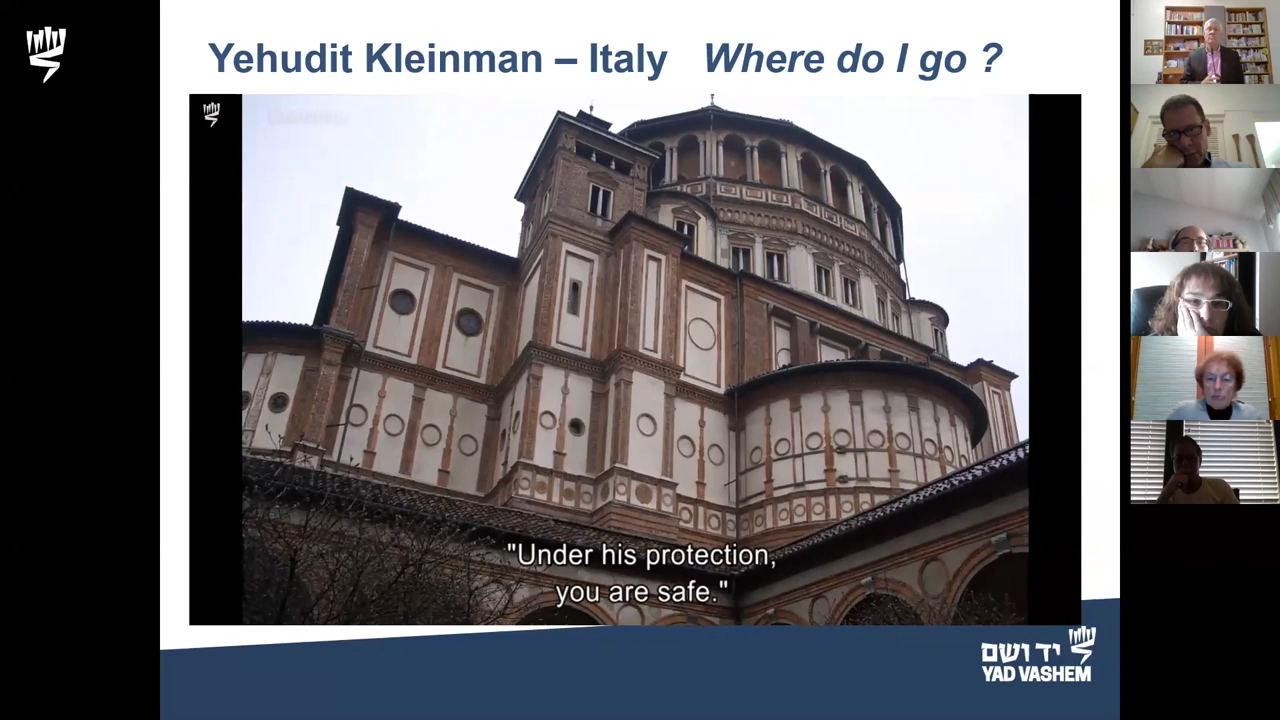 Yehudit Kleinman – Italy Where do I go ?
"Under his protection,
you are safe."
יד ושם
YAD VASHEM